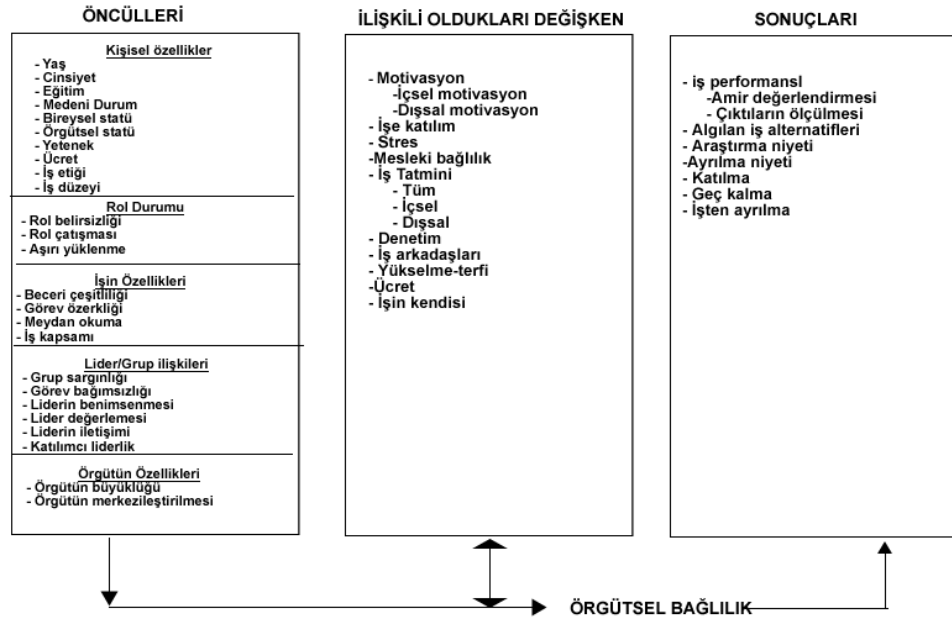 ÖNCÜLLERİ
Kişisel özellikler
- Yaş
- Cinsiyet
- Eğitim
- Medeni Durum
- Bireysel statü
- Örgütsel statü
- Yetenek
- Ücret
- İş etiği
- İş düzeyi
Rol Durumu
- Rol belirsizliği
- Rol çatışması
- Aşırı yüklenme
İşin Özellikleri
- Beceri çeşitliliği
- Görev özerkliği
- Meydan okuma
- İş kapsamı
Lider/Grup ilişkileri
- Grup sargınlığı
- Görev bağımsızlığı
- Liderin benimsenmesi
- Lider değerlemesi
- Liderin iletişimi
- Katılımcı liderlik
Örgütün Özellikleri
- Örgütün büyüklüğü
- Örgütün merkezileştirilmesi
İLİŞKİLİ OLDUKLARI DEĞİŞKEN
- Motivasyon
-İçsel motivasyon
-Dışsal motivasyon
- İşe katılım
- Stres
-Mesleki bağlılık
- İş Tatmini
- Tüm
- İçsel
- Dışsal
- Denetim
- İş arkadaşları
- Yükselme-terfi
-Ücret
- İşin kendisi
SONUÇLARI
- iş performansl
-Amir değerlendirmesi
- Çıktıların ölçülmesi
- Algılan iş alternatifleri
- Araştırma niyeti
-Ayrılma niyeti
- Katılma
- Geç kalma
- İşten ayrılma
ÖRGÜTSEL BAĞLILIK